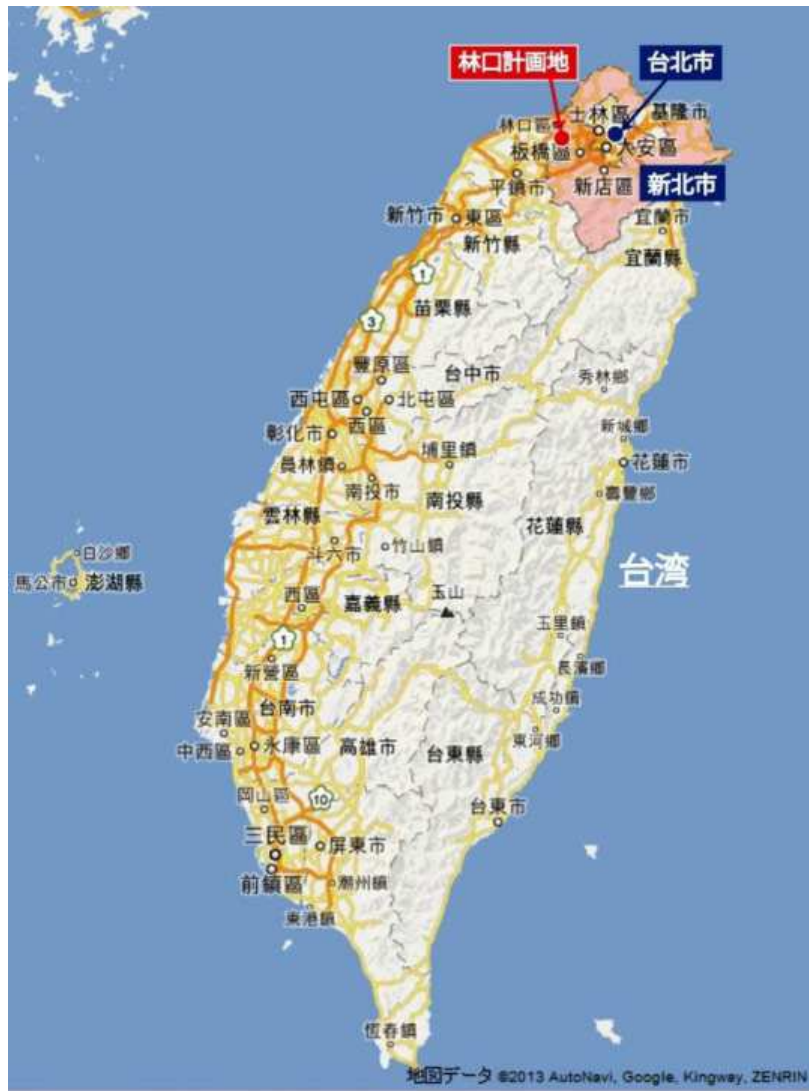 林口計画地
台北市
林口區
士林區
基隆市
板橋區
大安區
平鎮市
新店區
新北市
新竹市
東區
宜蘭市
新竹縣
宜蘭縣
1
苗栗縣
3
豐原區
台中市
秀林鄉
西屯區
北屯區
西區
新城鄉
彰化市
埔里鎮
花蓮市
員林鎮
南投市
南投縣
壽豐鄉
雲林縣
花蓮縣
斗六市
竹山鎮
白沙鄉
台湾
馬公市
澎湖縣
西區
嘉義縣
玉山
玉里鎮
1
新營區
長濱鄉
台南市
成功鎮
安南區
中西區
永康區
高雄市
台東縣
東河鄉
岡山區
10
台東市
三民區
屏東市
前鎮區
潮州鎮
東港鎮
恆春鎮
地図データ ©2013 AutoNavi, Google, Kingway, ZENRIN